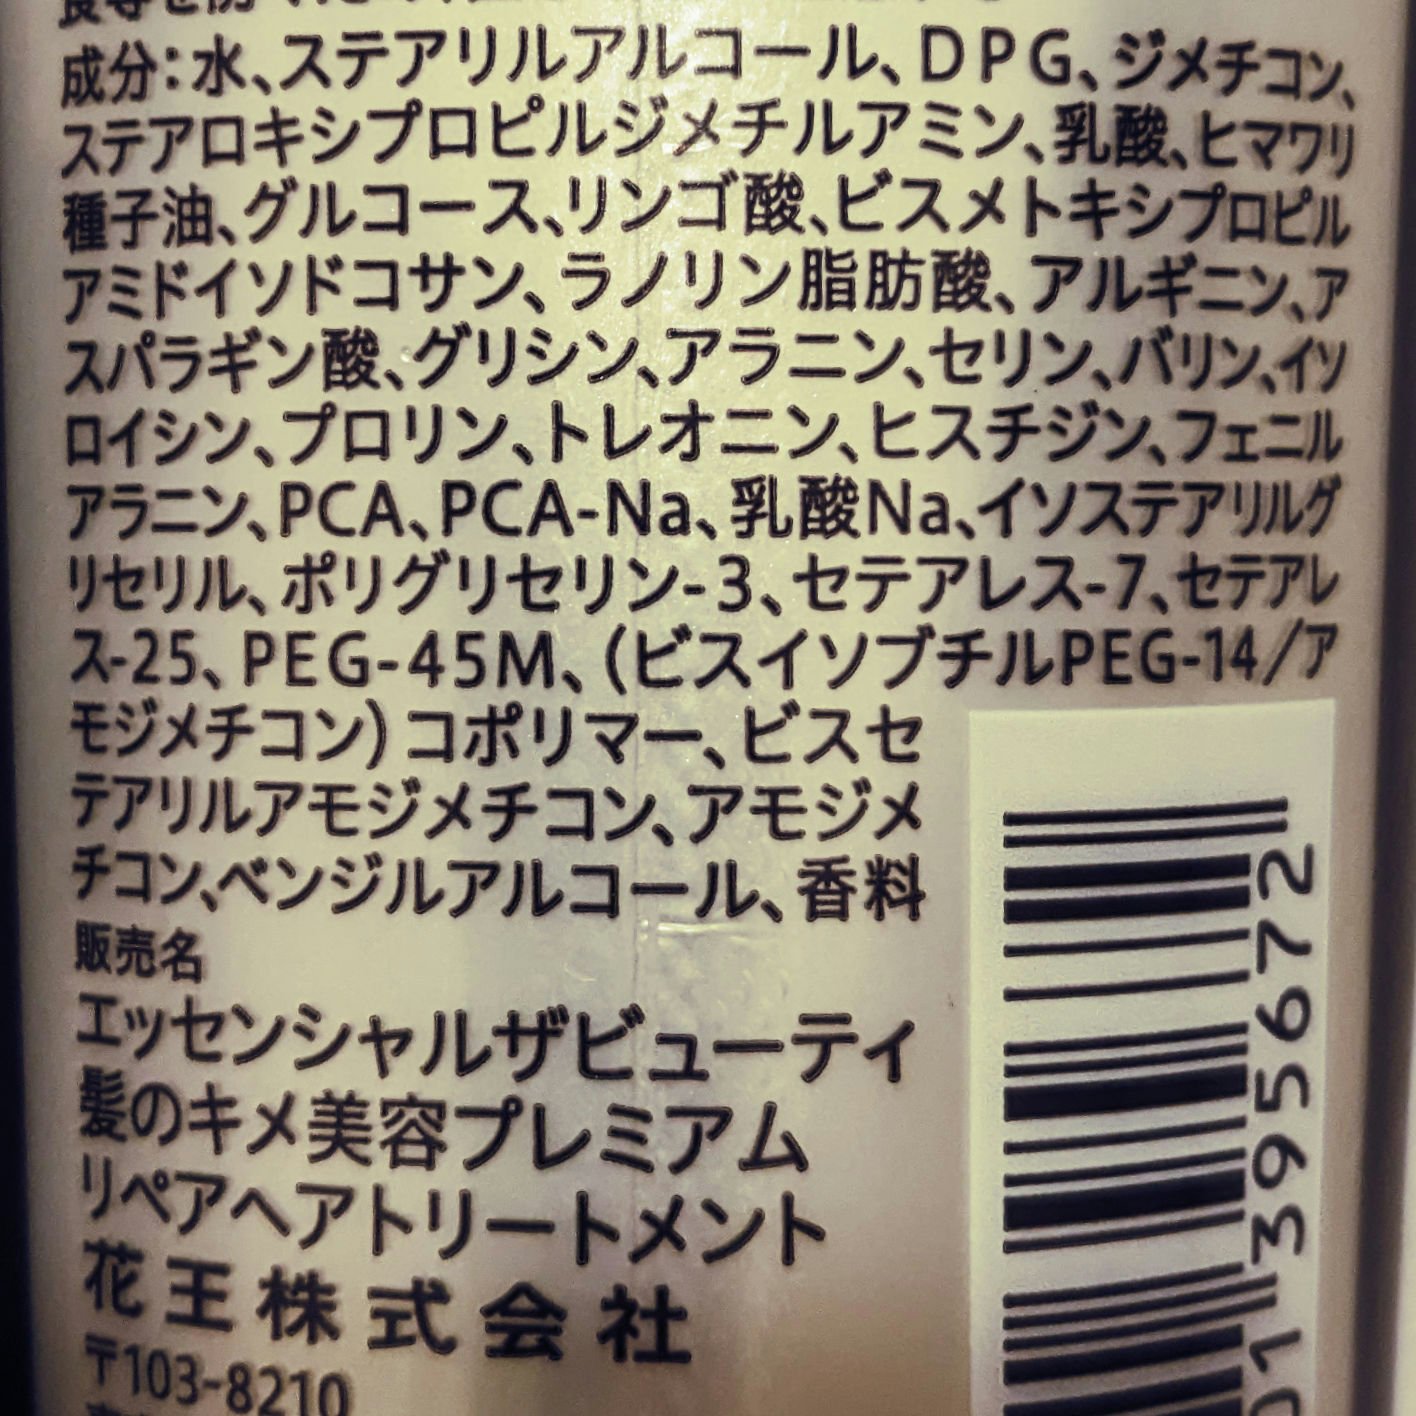 成分：水、ステアリルアルコール、DPG、ジメチコン、
ステアロキシプロピルジメチルアミン、乳酸、ヒマワリ
種子油、グルコース、リンゴ酸、ビスメトキシプロピル
アミドイソドコサン、ラノリン脂肪酸、アルギニン、ア
スパラギン酸、グリシン、アラニン、セリン、バリン、イソ
ロイシン、プロリン、トレオニン、ヒスチジン、フェニル
アラニン、PCA、PCA-Na、乳酸Na、イソステアリルグ
リセリル、ポリグリセリン-3、セテアレス-7、セテアレ
ス-25、PEG-45M、(ビスイソブチルPEG-14/ア
モジメチコン)コポリマー、ビスセ
テアリルアモジメチコン、アモジメ
チコン、ベンジルアルコール、香料
販売名
エッセンシャルザビューティ
髪のキメ美容プレミアム
リペアヘアトリートメント
花王株式会社
〒103-8210
01395672